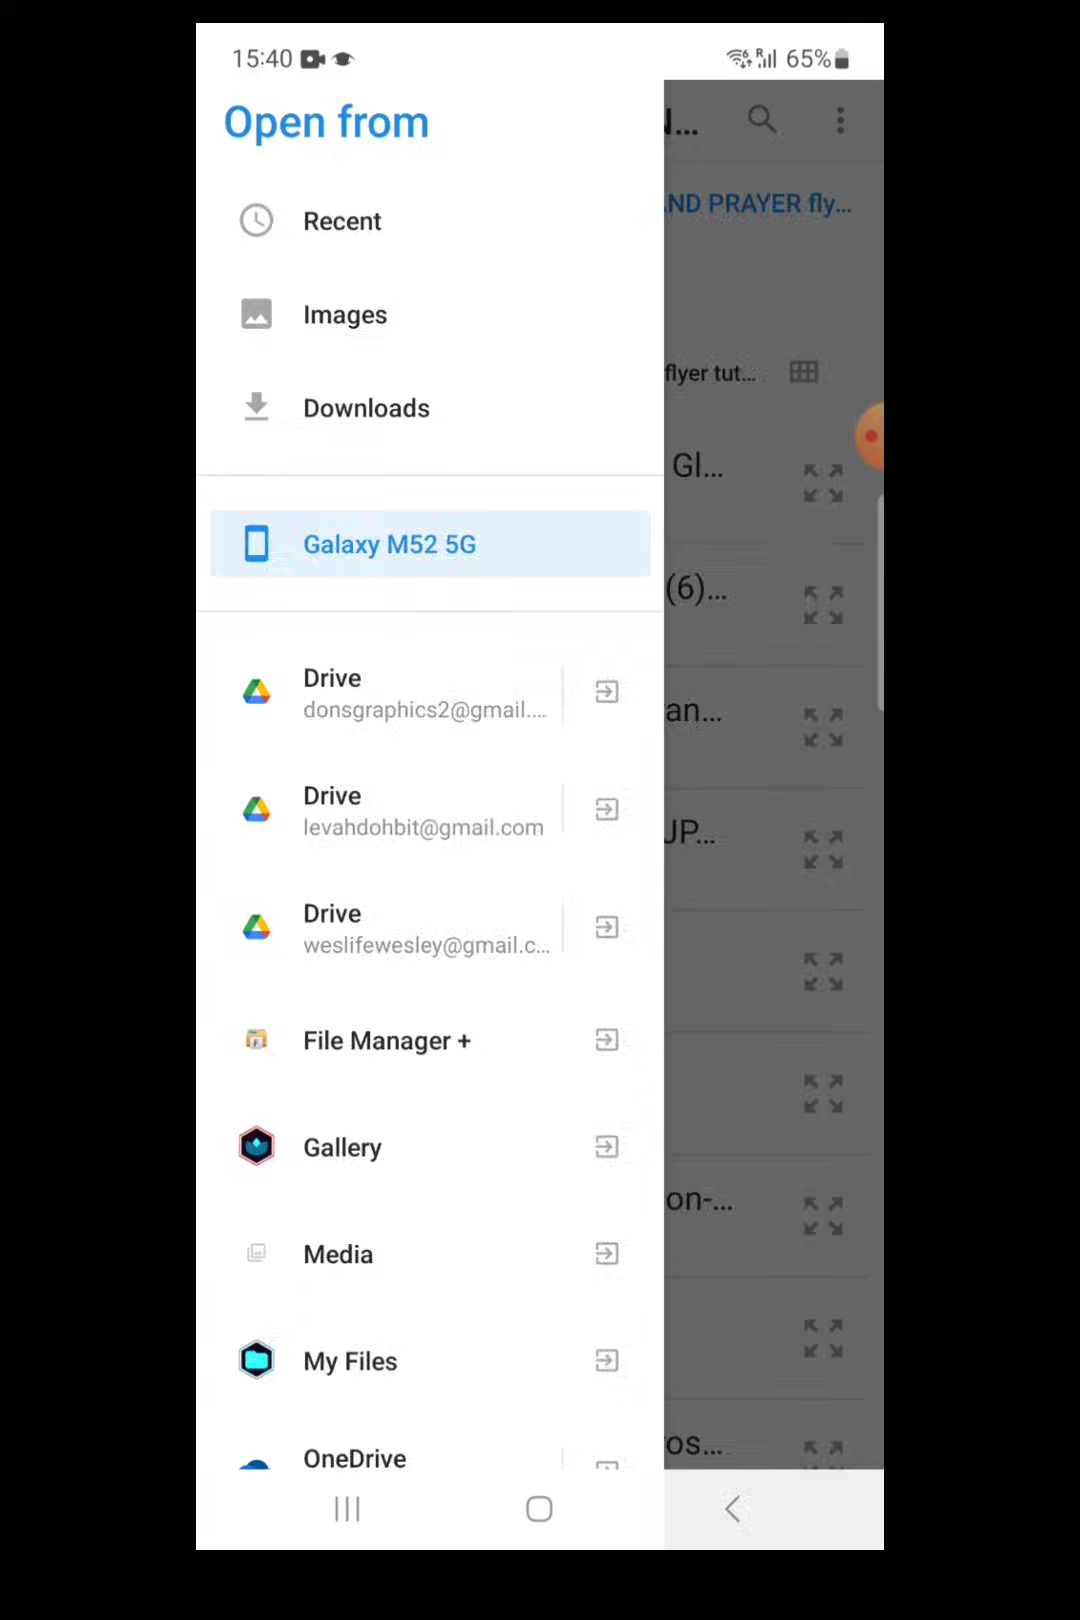 15:40 65%
Open from
Recent
Images
Downloads
Galaxy M52 5G
Drive
donsgraphics2@gmail....
Drive
levahdohbit@gmail.com
Drive
weslifewesley@gmail.c...
File Manager +
Gallery
Media
My Files
OneDrive
...
ND PRAYER fly...
flyer tut...
Gl...
(6)...
an...
JP...
on-...
os...